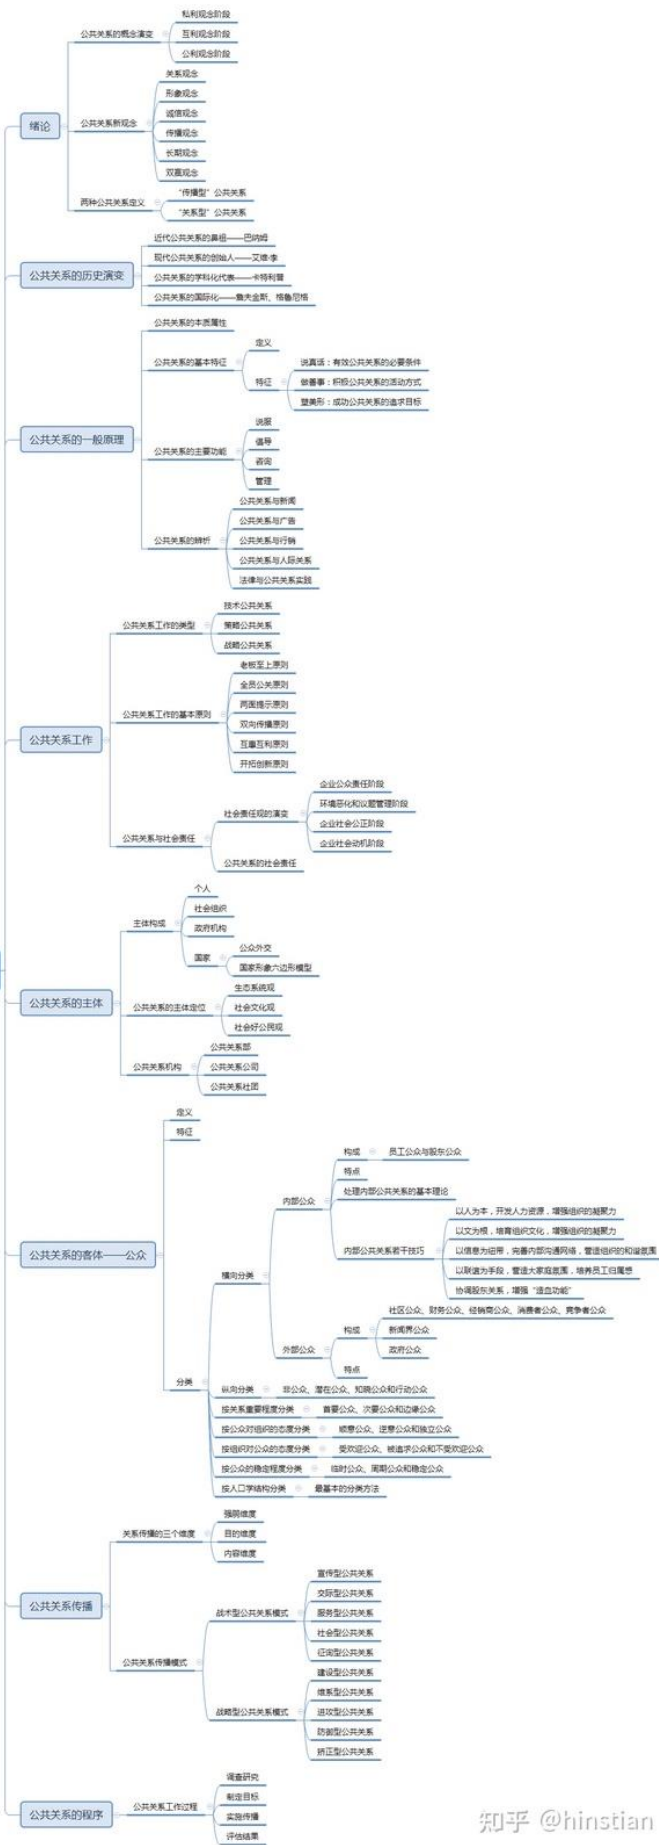 绪论
公共关系的概念演变
私利观念阶段
互利观念阶段
公利观念阶段
公共关系新观念
关系观念
形象观念
诚信观念
传播观念
长期观念
双赢观念
两种公共关系定义
“传播型”公共关系
“关系型”公共关系
公共关系的历史演变
近代公共关系的鼻祖——巴纳姆
现代公共关系的创始人——艾维·李
公共关系的学科化代表——卡特利普
公共关系的国际化——詹夫金斯、格鲁尼格
公共关系的一般原理
公共关系的本质属性
公共关系的基本特征
定义
特征
说真话：有效公共关系的必要条件
做善事：积极公共关系的活动方式
塑美形：成功公共关系的追求目标
公共关系的主要功能
说服
倡导
咨询
管理
公共关系的辨析
公共关系与新闻
公共关系与广告
公共关系与行销
公共关系与人际关系
法律与公共关系实践
公共关系工作
公共关系工作的类型
技术公共关系
策略公共关系
战略公共关系
公共关系工作的基本原则
老板至上原则
全员公关原则
两面提示原则
双向传播原则
互惠互利原则
开拓创新原则
公共关系与社会责任
社会责任观的演变
企业公众责任阶段
环境恶化和议题管理阶段
企业社会公正阶段
企业社会动机阶段
公共关系的社会责任
公共关系的主体
主体构成
个人
社会组织
政府机构
国家
公众外交
国家形象六边形模型
公共关系的主体定位
生态系统观
社会文化观
社会好公民观
公共关系机构
公共关系部
公共关系公司
公共关系社团
公共关系的客体——公众
定义
特征
分类
横向分类
内部公众
构成
员工公众与股东公众
特点
处理内部公共关系的基本理论
内部公共关系若干技巧
以人为本，开发人力资源，增强组织的凝聚力
以文为根，培育组织文化，增强组织的凝聚力
以信息为纽带，完善内部沟通网络，营造组织的和谐氛围
以联谊为手段，营造大家庭氛围，培养员工归属感
协调股东关系，增强“造血功能”
外部公众
构成
社区公众、财务公众、经销商公众、消费者公众、竞争者公众
新闻界公众
政府公众
特点
纵向分类
非公众、潜在公众、知晓公众和行动公众
按关系重要程度分类
首要公众、次要公众和边缘公众
按公众对组织的态度分类
顺意公众、逆意公众和独立公众
按组织对公众的态度分类
受欢迎公众、被追求公众和不受欢迎公众
按公众的稳定程度分类
临时公众、周期公众和稳定公众
按人口学结构分类
最基本的分类方法
公共关系传播
关系传播的三个维度
强弱维度
目的维度
内容维度
公共关系传播模式
战术型公共关系模式
宣传型公共关系
交际型公共关系
服务型公共关系
社会型公共关系
征询型公共关系
战略型公共关系模式
建设型公共关系
维系型公共关系
进攻型公共关系
防御型公共关系
矫正型公共关系
公共关系的程序
公共关系工作过程
调查研究
制定目标
实施传播
评估结果
知乎 @hinstian